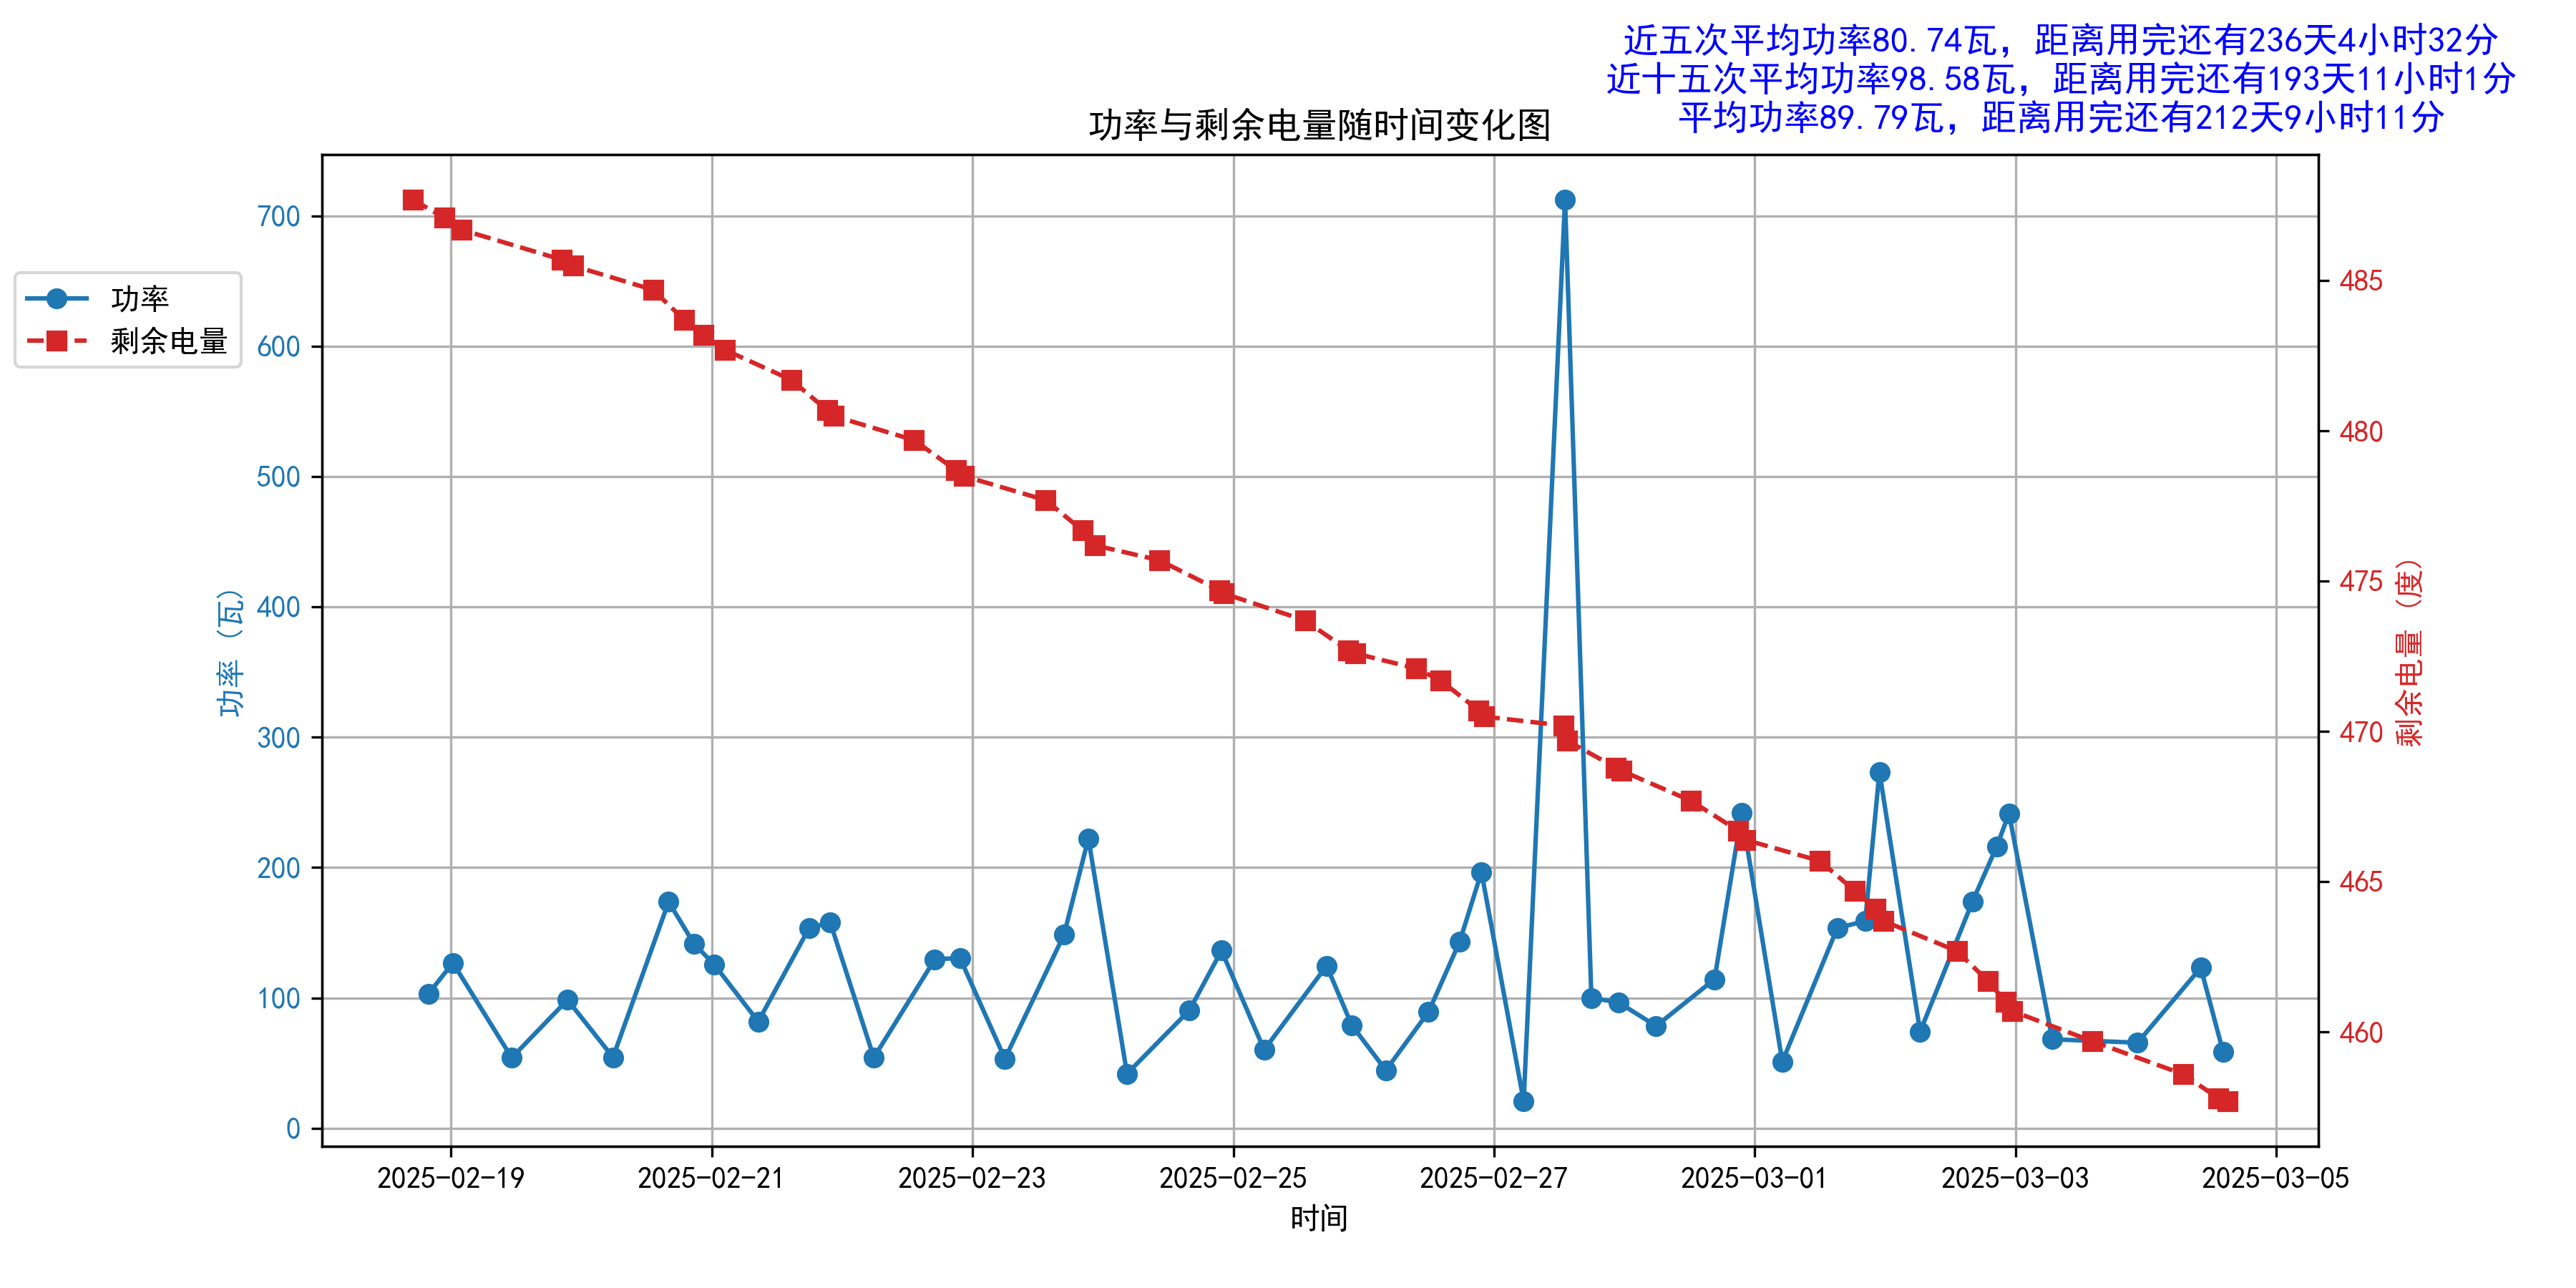 近五次平均功率80.74瓦，距离用完还有236天4小时32分
近十五次平均功率98.58瓦，距离用完还有193天11小时1分
平均功率89.79瓦，距离用完还有212天9小时11分
功率与剩余电量随时间变化图
功率
剩余电量
功率（瓦）
700
600
500
400
300
200
100
0
485
480
475
470
465
460
剩余电量（度）
2025-02-19
2025-02-21
2025-02-23
2025-02-25
2025-02-27
2025-03-01
2025-03-03
2025-03-05
时间